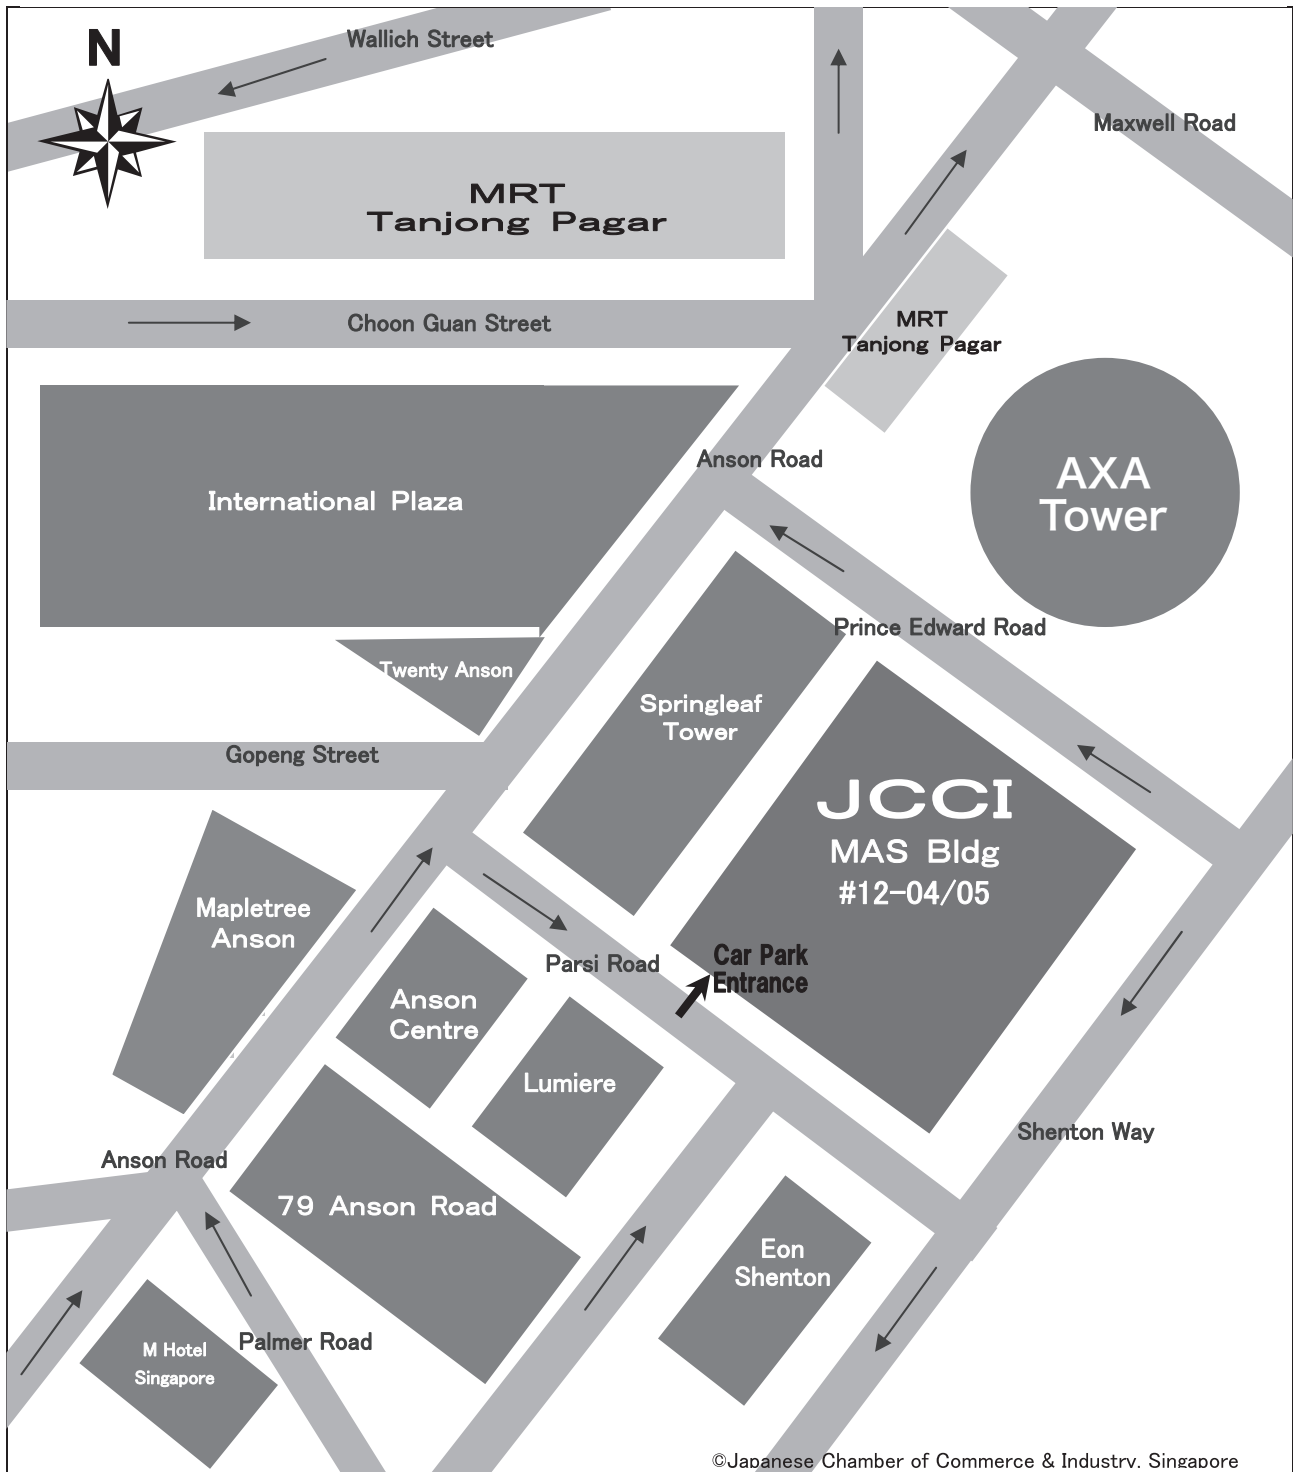 N
Wallich Street
Maxwell Road
MRT
Tanjong Pagar
Choon Guan Street
MRT
Tanjong Pagar
Anson Road
AXA
Tower
International Plaza
Prince Edward Road
Twenty Anson
Springleaf
Tower
Gopeng Street
JCCI
MAS Bldg
#12-04/05
Mapletree
Anson
Parsi Road
Car Park
Entrance
Anson
Centre
Lumiere
Shenton Way
Anson Road
79 Anson Road
Eon
Shenton
Palmer Road
M Hotel
Singapore
©Japanese Chamber of Commerce & Industry, Singapore